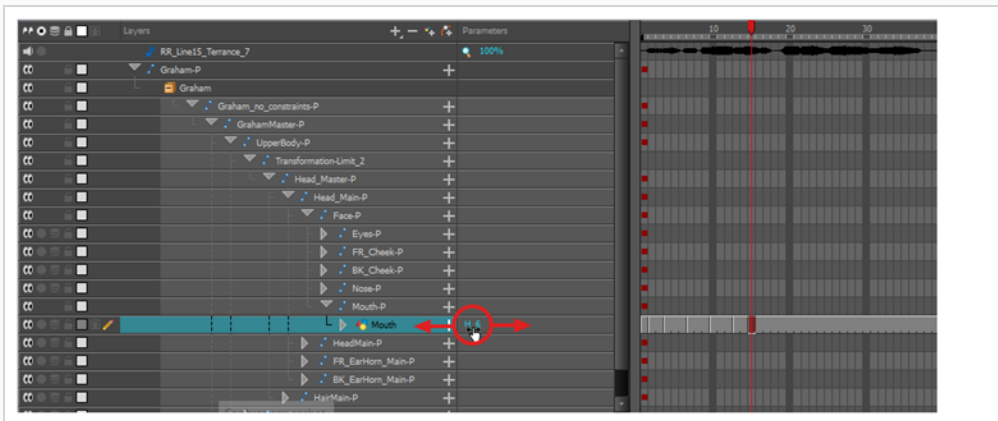 Layers Parameters 10 20 30
RR_Line15_Terrance_7 100%
Graham-P
Graham
Graham_no_constraints-P
GrahamMaster-P
UpperBody-P
Transformation-Limit_2
Head_Master-P
Head_Main-P
Face-P
Eyes-P
FR_Cheek-P
BK_Cheek-P
Nose-P
Mouth-P
Mouth H_6
HeadMain-P
FR_EarHorn_Main-P
BK_EarHorn_Main-P
HairMain-P